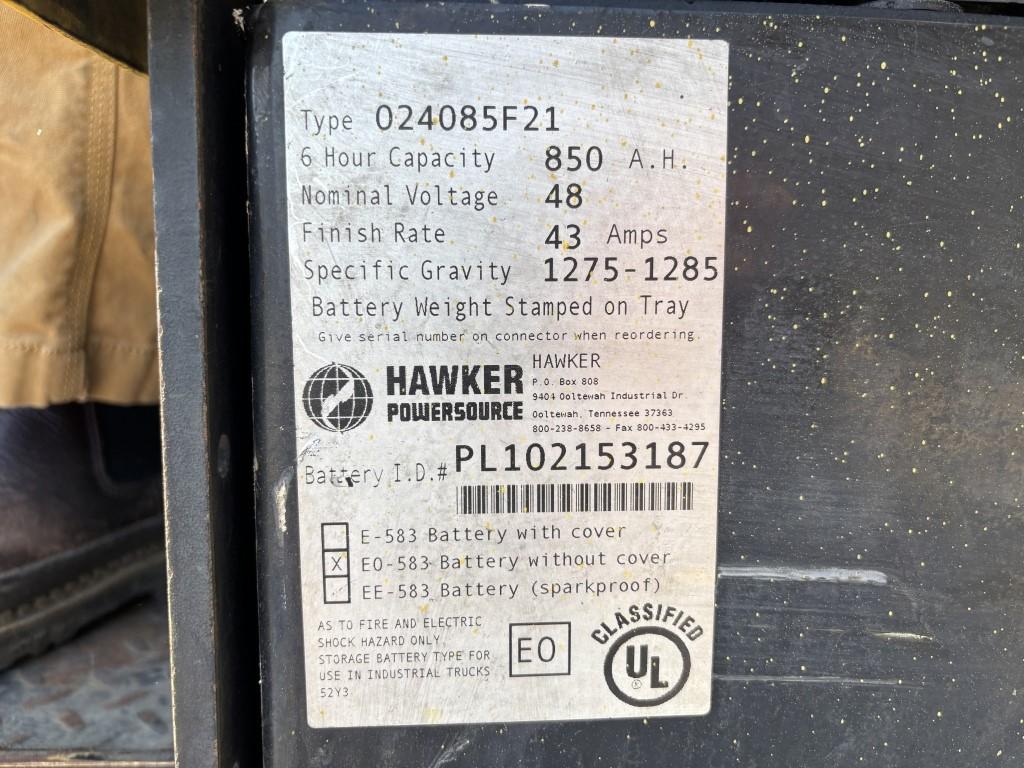 Type 024085F21
6 Hour Capacity 850 A.H.
Nominal Voltage 48
Finish Rate 43 Amps
Specific Gravity 1275-1285
Battery Weight Stamped on Tray
Give serial number on connector when reordering.
HAWKER
POWERSOURCE
HAWKER
P.O. Box 808
9404 Ooltewah Industrial Dr.
Ooltewah, Tennessee 37363
800-238-8658 - Fax 800-433-4295
Battery I.D.# PL102153187
E-583 Battery with cover
X EO-583 Battery without cover
EE-583 Battery (sparkproof)
AS TO FIRE AND ELECTRIC
SHOCK HAZARD ONLY.
STORAGE BATTERY TYPE FOR
USE IN INDUSTRIAL TRUCKS
52Y3
EO
CLASSIFIED
UL